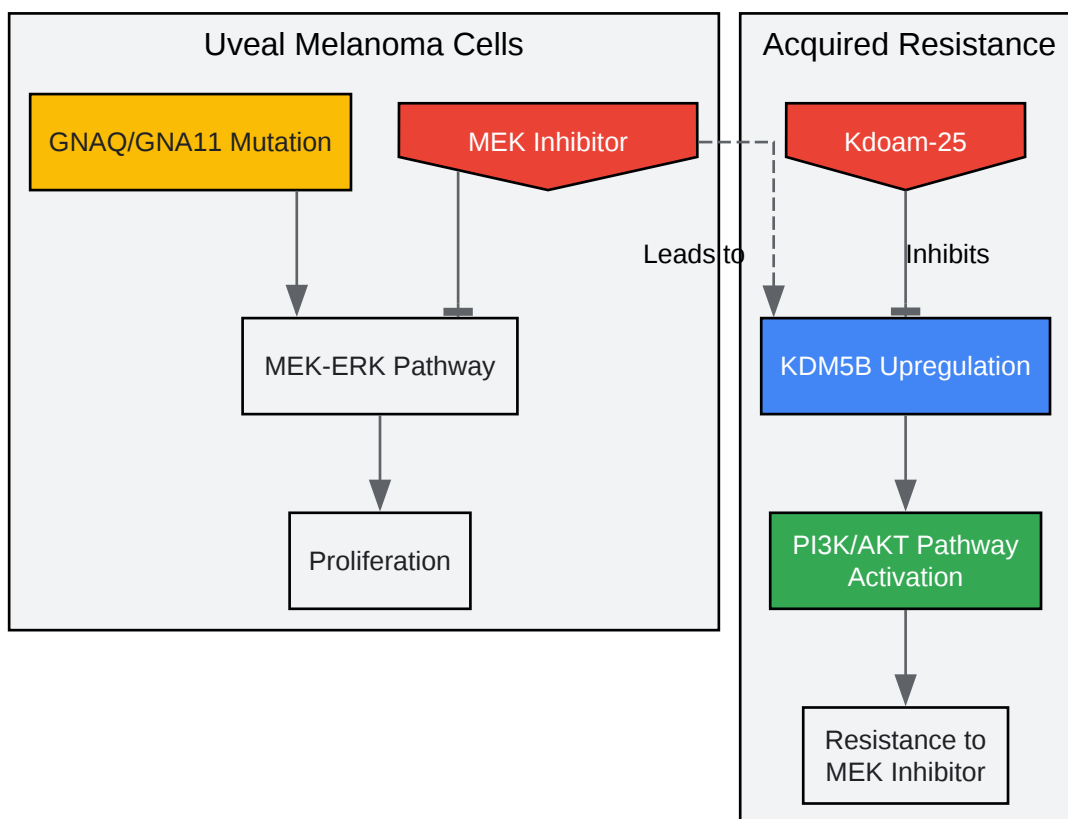 Uveal Melanoma Cells
Acquired Resistance
GNAQ/GNA11 Mutation
MEK Inhibitor
Kdoam-25
Leads to
Inhibits
MEK-ERK Pathway
KDM5B Upregulation
Proliferation
PI3K/AKT Pathway
Activation
Resistance to
MEK Inhibitor